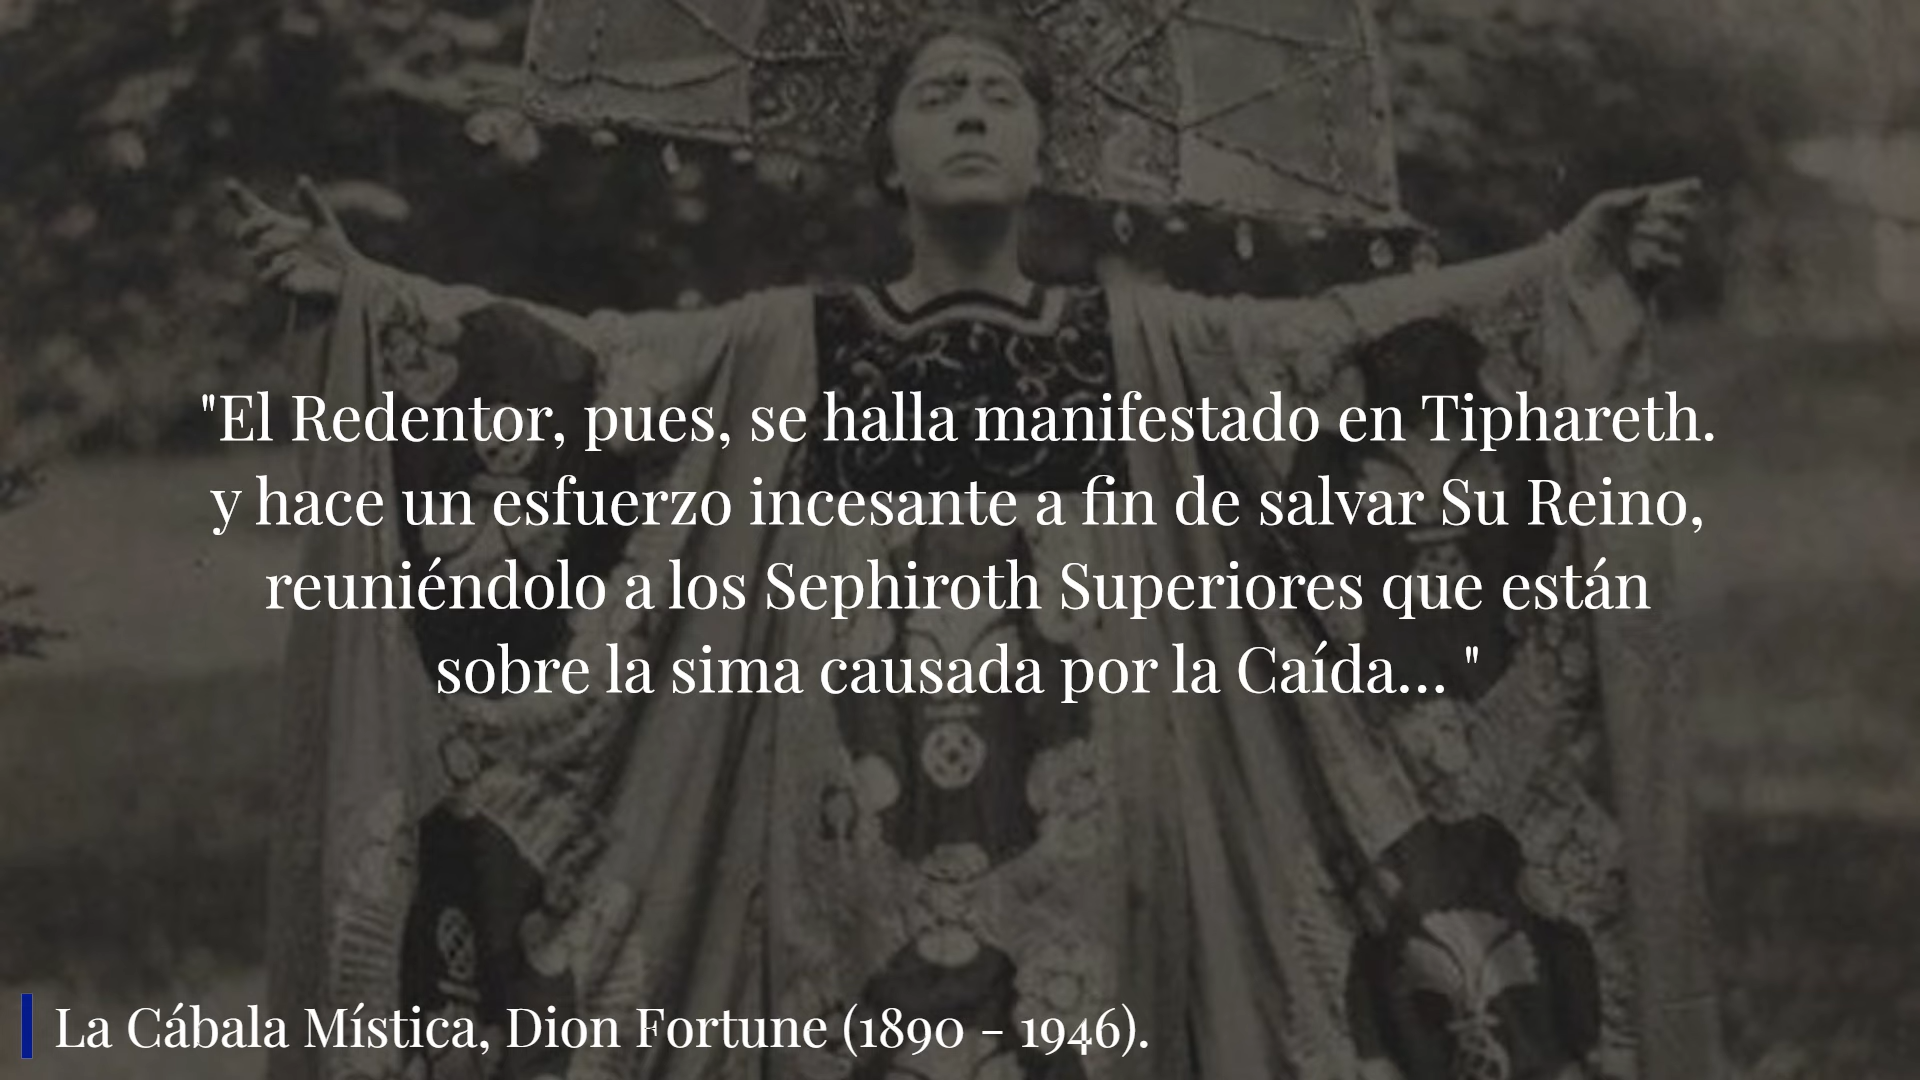 "El Redentor, pues, se halla manifestado en Tiphareth.
y hace un esfuerzo incesante a fin de salvar Su Reino,
reuniéndolo a los Sephiroth Superiores que están
sobre la sima causada por la Caída... "
La Cábala Mística, Dion Fortune (1890 - 1946).